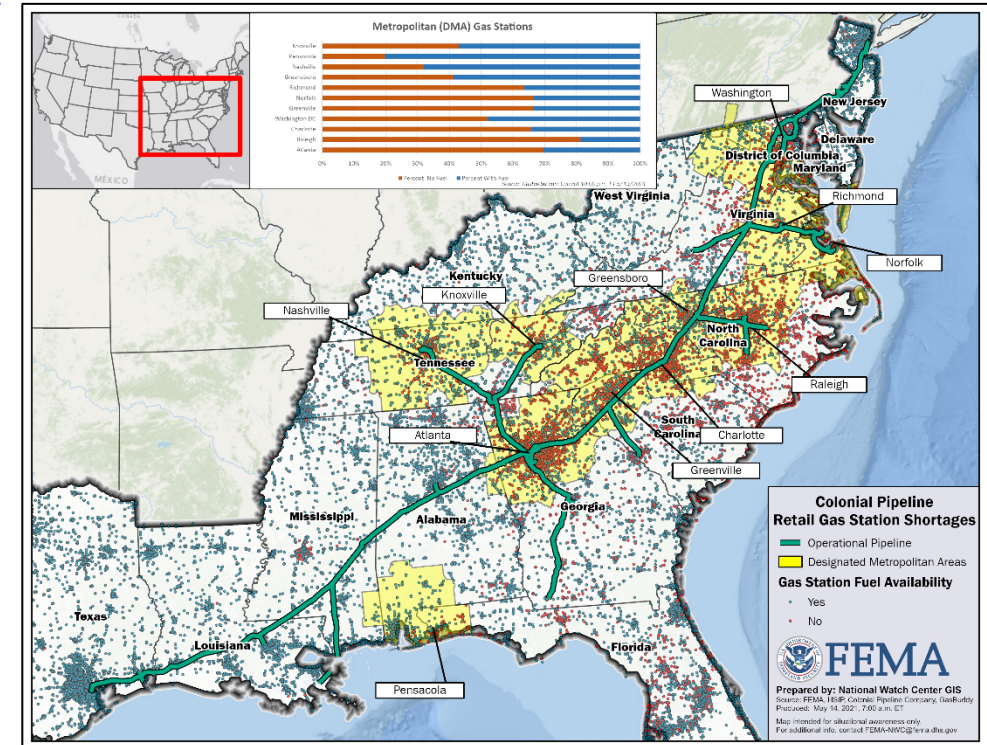 CANADA
MÉXICO
Metropolitan (DMA) Gas Stations
Knoxville
Pensacola
Nashville
Greensboro
Richmond
Norfolk
Greenville
Washington DC
Charlotte
Raleigh
Atlanta
0% 10% 20% 30% 40% 50% 60% 70% 80% 90% 100%
Percent No Fuel Percent With Fuel
Washington
New Jersey
Delaware
District of Columbia
Maryland
West Virginia
Richmond
Virginia
Norfolk
Kentucky
Greensboro
Knoxville
Nashville
North
Carolina
Tennessee
Raleigh
South
Carolina
Atlanta
Charlotte
Greenville
Georgia
Mississippi
Alabama
Texas
Louisiana
Florida
Pensacola
Colonial Pipeline
Retail Gas Station Shortages
Operational Pipeline
Designated Metropolitan Areas
Gas Station Fuel Availability
Yes
No
FEMA
Prepared by: National Watch Center GIS
Source: FEMA, HSIP, Colonial Pipeline Company, GasBuddy
Produced: May 14, 2021, 7:00 a.m. ET
Map intended for situational awareness only.
For additional info, contact FEMA-NWC@fema.dhs.gov